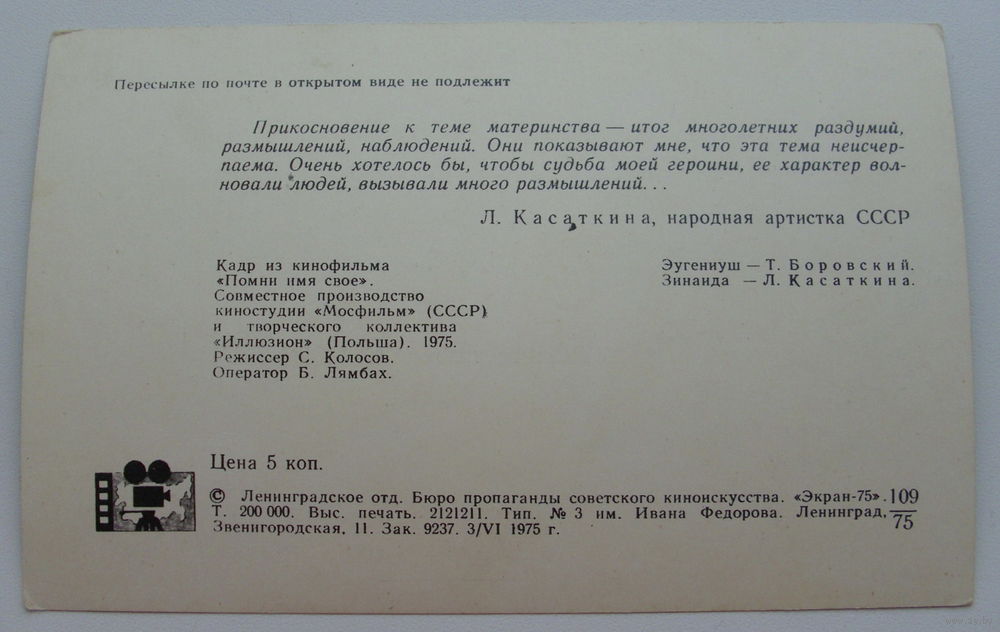 Пересылке по почте в открытом виде не подлежит
Прикосновение к теме материнства — итог многолетних раздумий,
размышлений, наблюдений. Они показывают мне, что эта тема неисчер-
паема. Очень хотелось бы, чтобы судьба моей героини, ее характер вол-
новали людей, вызывали много размышлений...
Л. Касаткина, народная артистка СССР
Кадр из кинофильма
«Помни имя свое».
Совместное производство
киностудии «Мосфильм» (СССР)
и творческого коллектива
«Иллюзион» (Польша). 1975.
Режиссер С. Колосов.
Оператор Б. Лямбах.
Эугениуш — Т. Боровский.
Зинаида — Л. Касаткина.
Цена 5 коп.
© Ленинградское отд. Бюро пропаганды советского киноискусства. «Экран-75». 109/75
Т. 200 000. Выс. печать. 2121211. Тип. № 3 им. Ивана Федорова. Ленинград,
Звенигородская, 11. Зак. 9237. 3/VI 1975 г.
www.ay.by